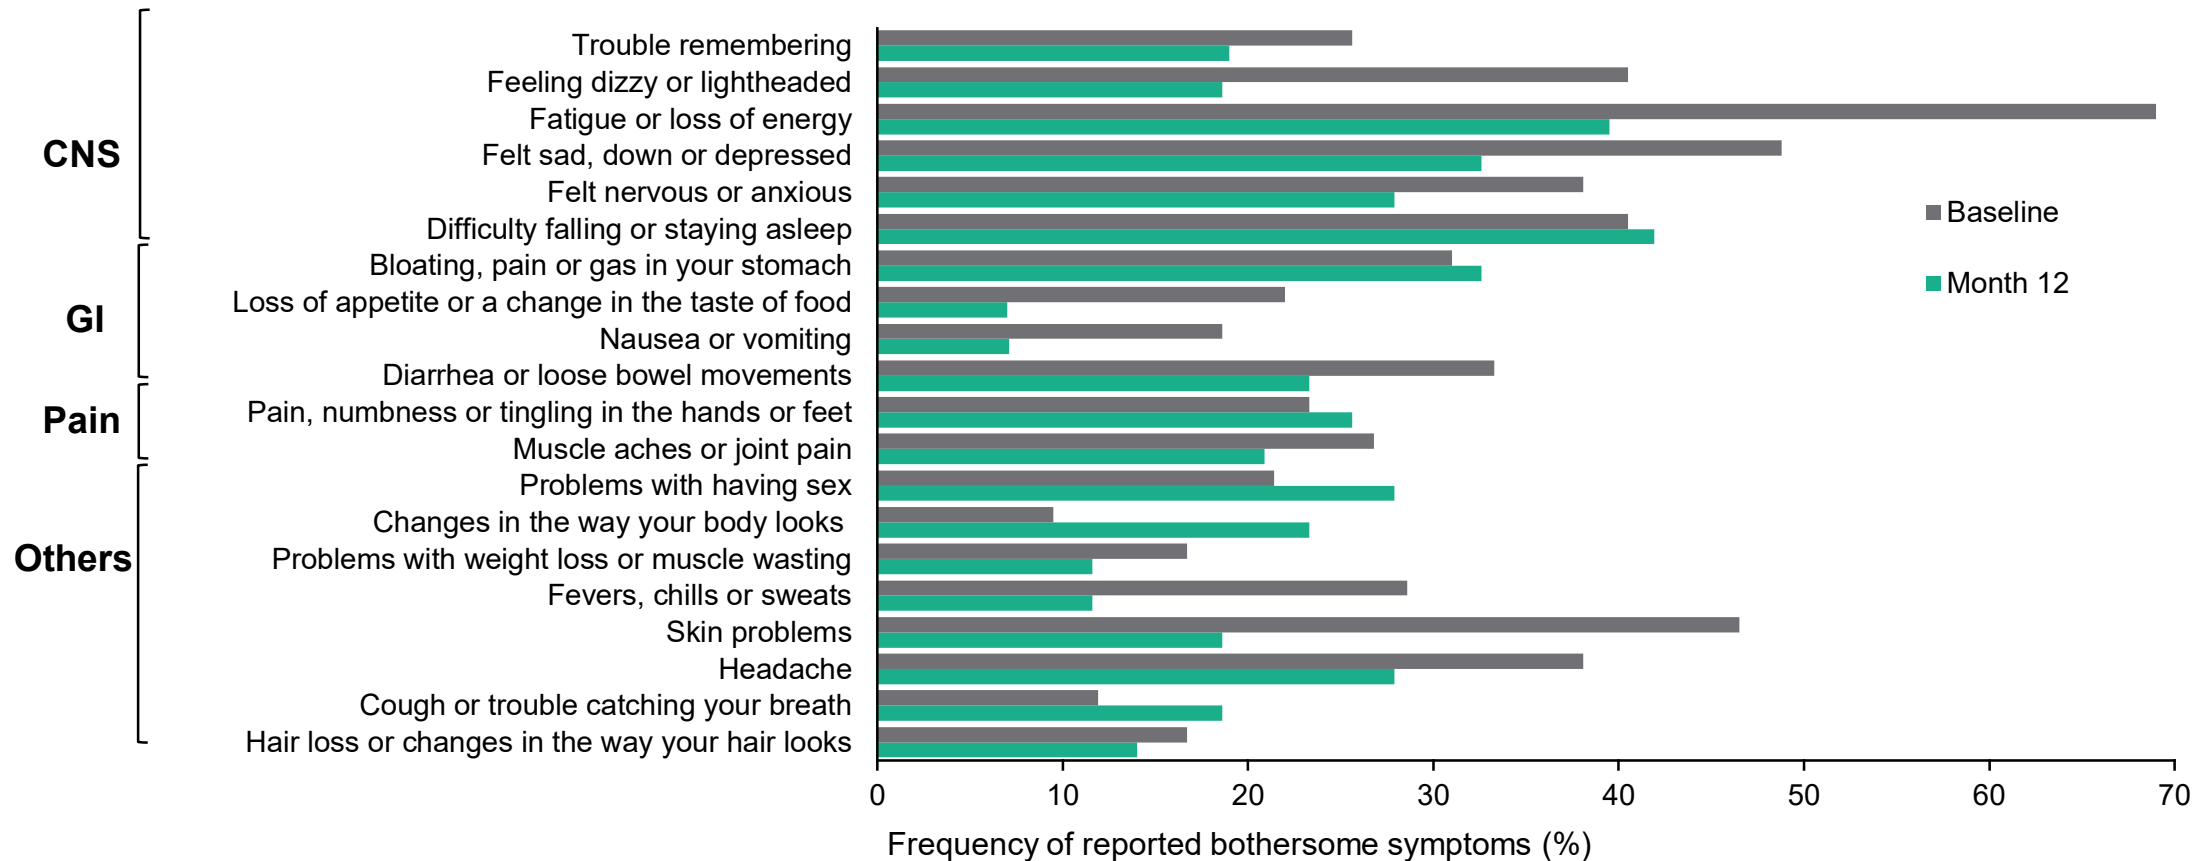 CNS
Trouble remembering
Feeling dizzy or lightheaded
Fatigue or loss of energy
Felt sad, down or depressed
Felt nervous or anxious
Difficulty falling or staying asleep
GI
Bloating, pain or gas in your stomach
Loss of appetite or a change in the taste of food
Nausea or vomiting
Diarrhea or loose bowel movements
Pain
Pain, numbness or tingling in the hands or feet
Muscle aches or joint pain
Others
Problems with having sex
Changes in the way your body looks
Problems with weight loss or muscle wasting
Fevers, chills or sweats
Skin problems
Headache
Cough or trouble catching your breath
Hair loss or changes in the way your hair looks
Baseline
Month 12
0 10 20 30 40 50 60 70
Frequency of reported bothersome symptoms (%)